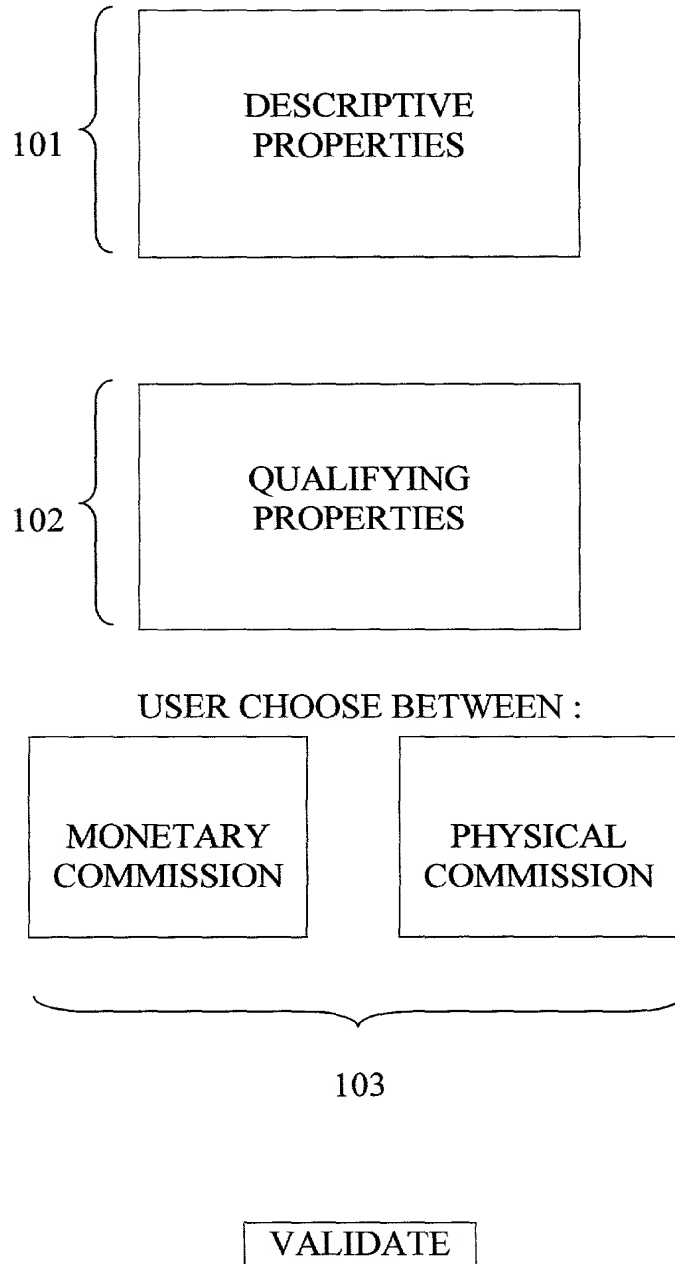 DESCRIPTIVE
PROPERTIES
101
QUALIFYING
PROPERTIES
102
USER CHOOSE BETWEEN :
MONETARY
COMMISSION
PHYSICAL
COMMISSION
103
VALIDATE